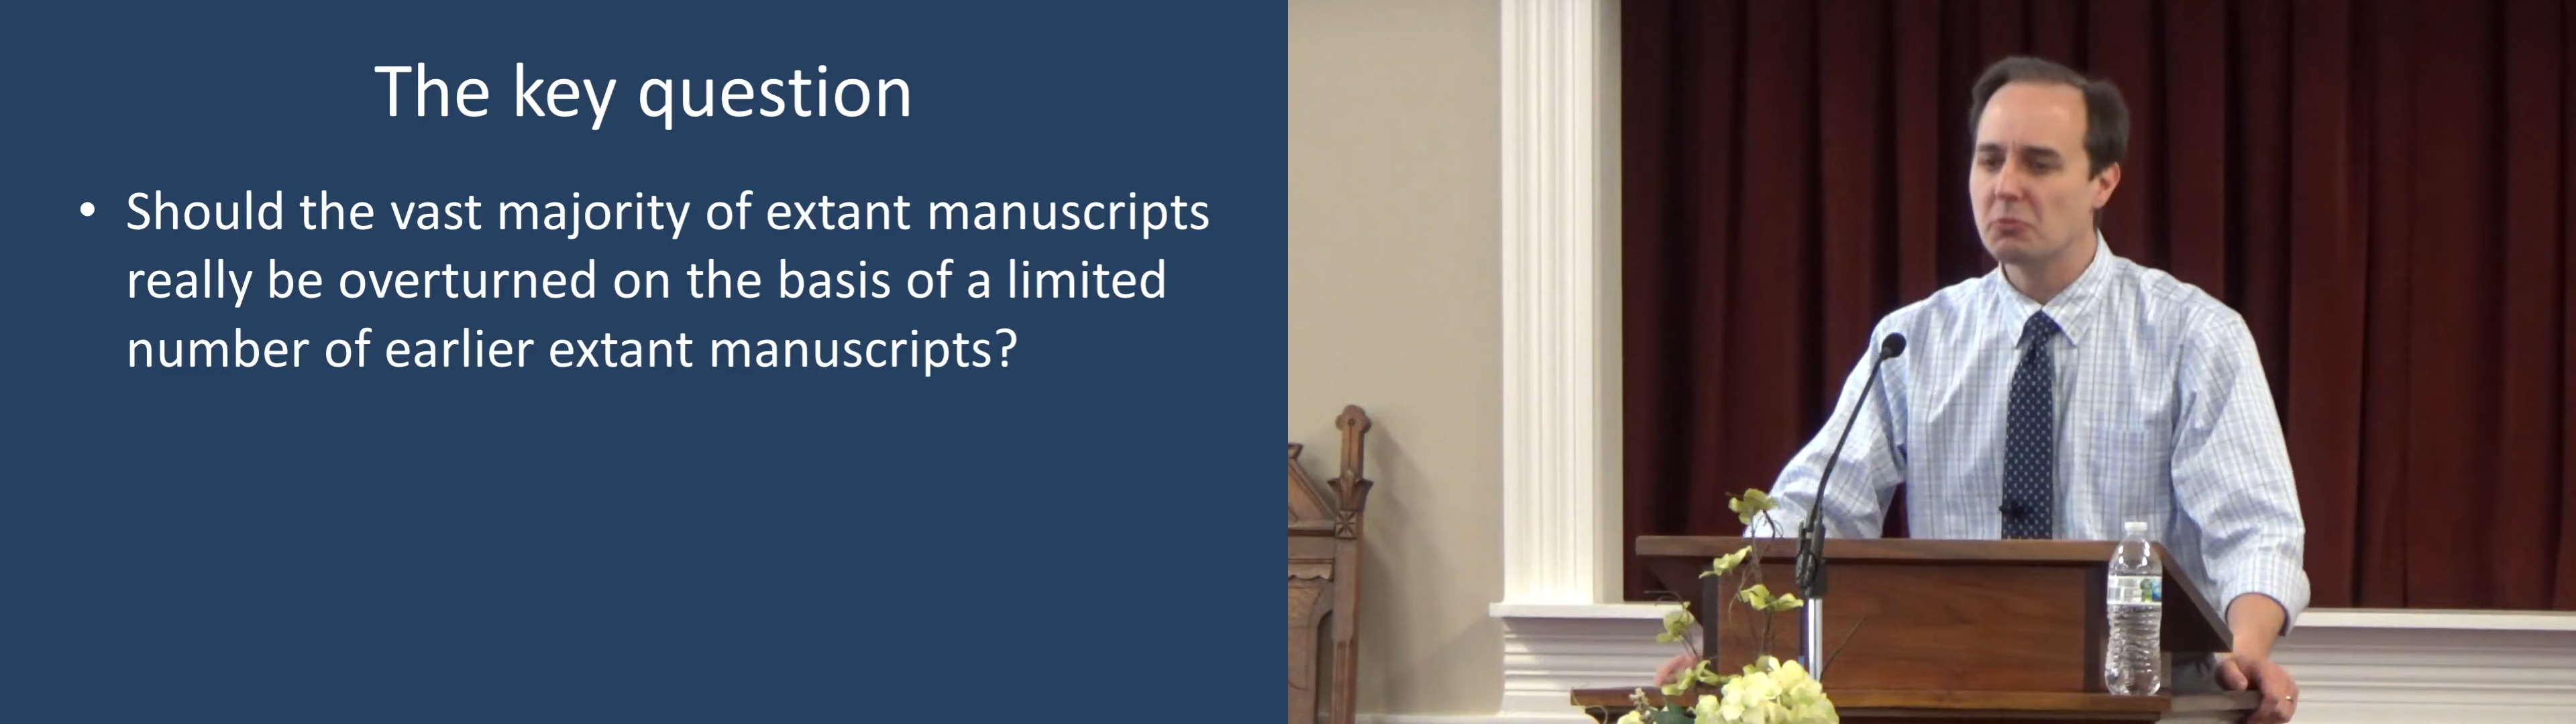 The key question
• Should the vast majority of extant manuscripts
really be overturned on the basis of a limited
number of earlier extant manuscripts?